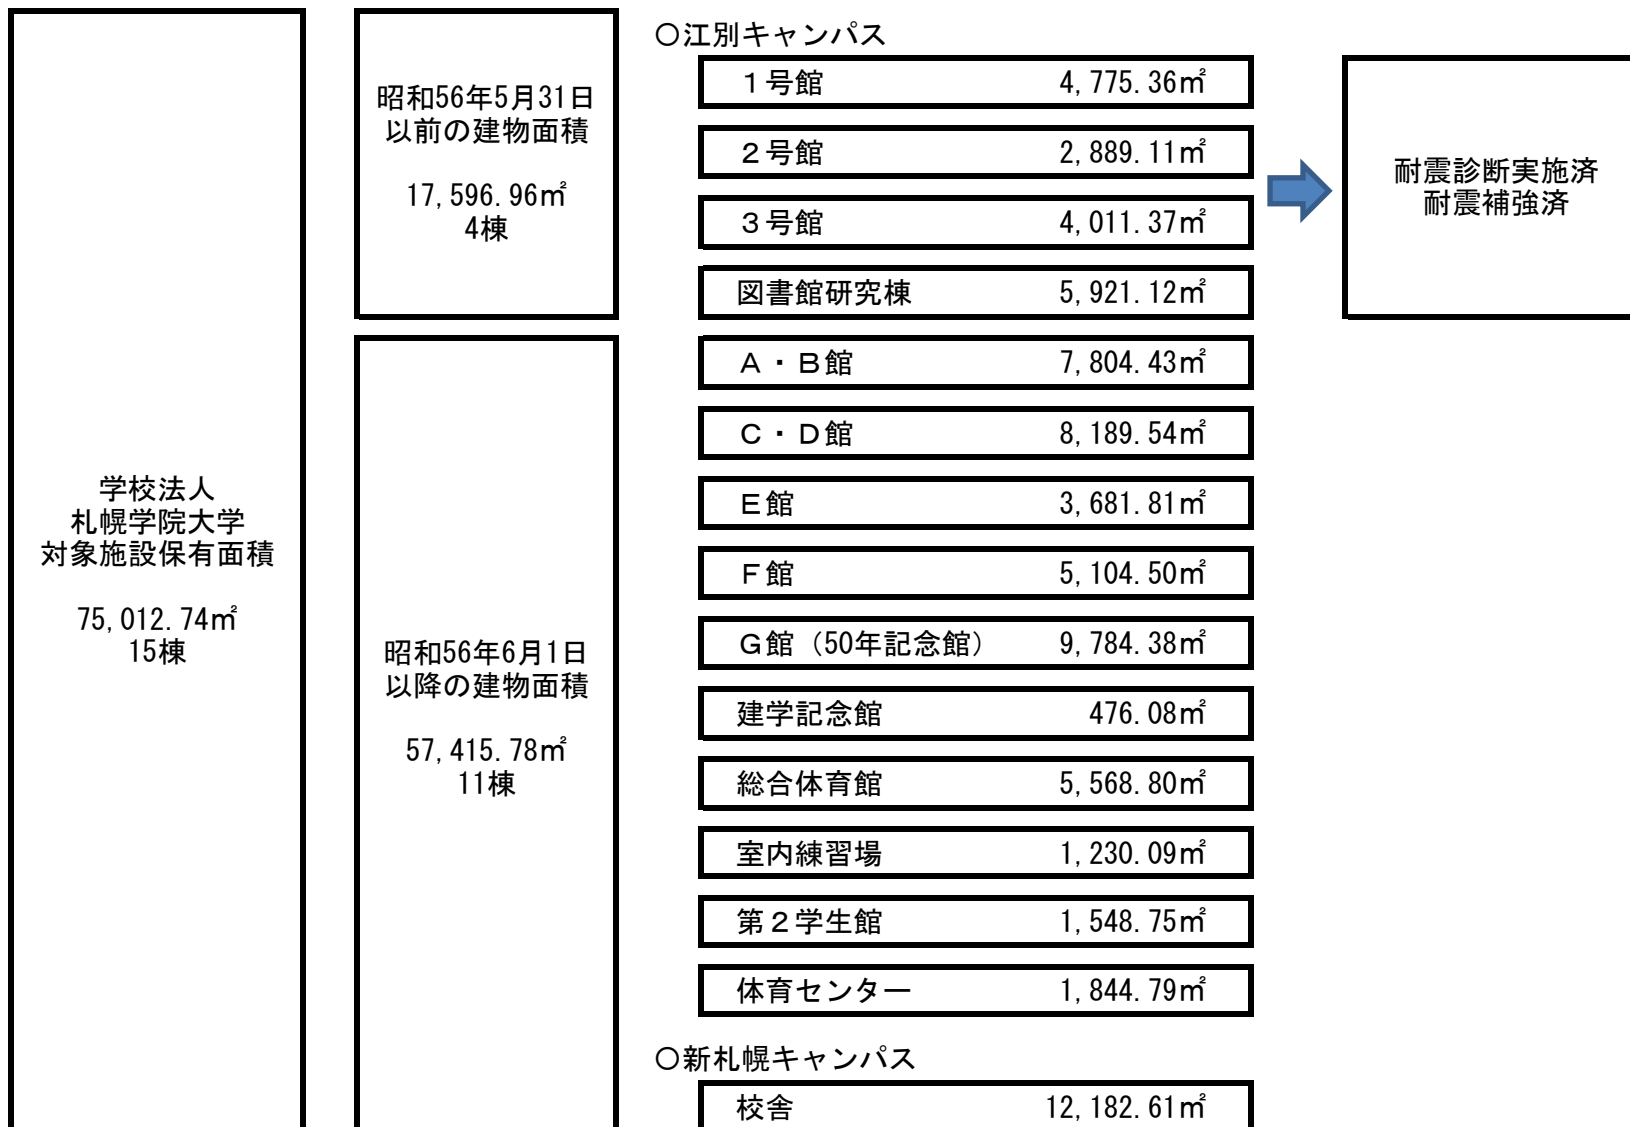 学校法人
札幌学院大学
対象施設保有面積
75,012.74㎡
15棟
昭和56年5月31日
以前の建物面積
17,596.96㎡
4棟
昭和56年6月1日
以降の建物面積
57,415.78㎡
11棟
○江別キャンパス
１号館 4,775.36㎡
２号館 2,889.11㎡
３号館 4,011.37㎡
図書館研究棟 5,921.12㎡
Ａ・Ｂ館 7,804.43㎡
Ｃ・Ｄ館 8,189.54㎡
Ｅ館 3,681.81㎡
Ｆ館 5,104.50㎡
Ｇ館（50年記念館） 9,784.38㎡
建学記念館 476.08㎡
総合体育館 5,568.80㎡
室内練習場 1,230.09㎡
第２学生館 1,548.75㎡
体育センター 1,844.79㎡
○新札幌キャンパス
校舎 12,182.61㎡
耐震診断実施済
耐震補強済